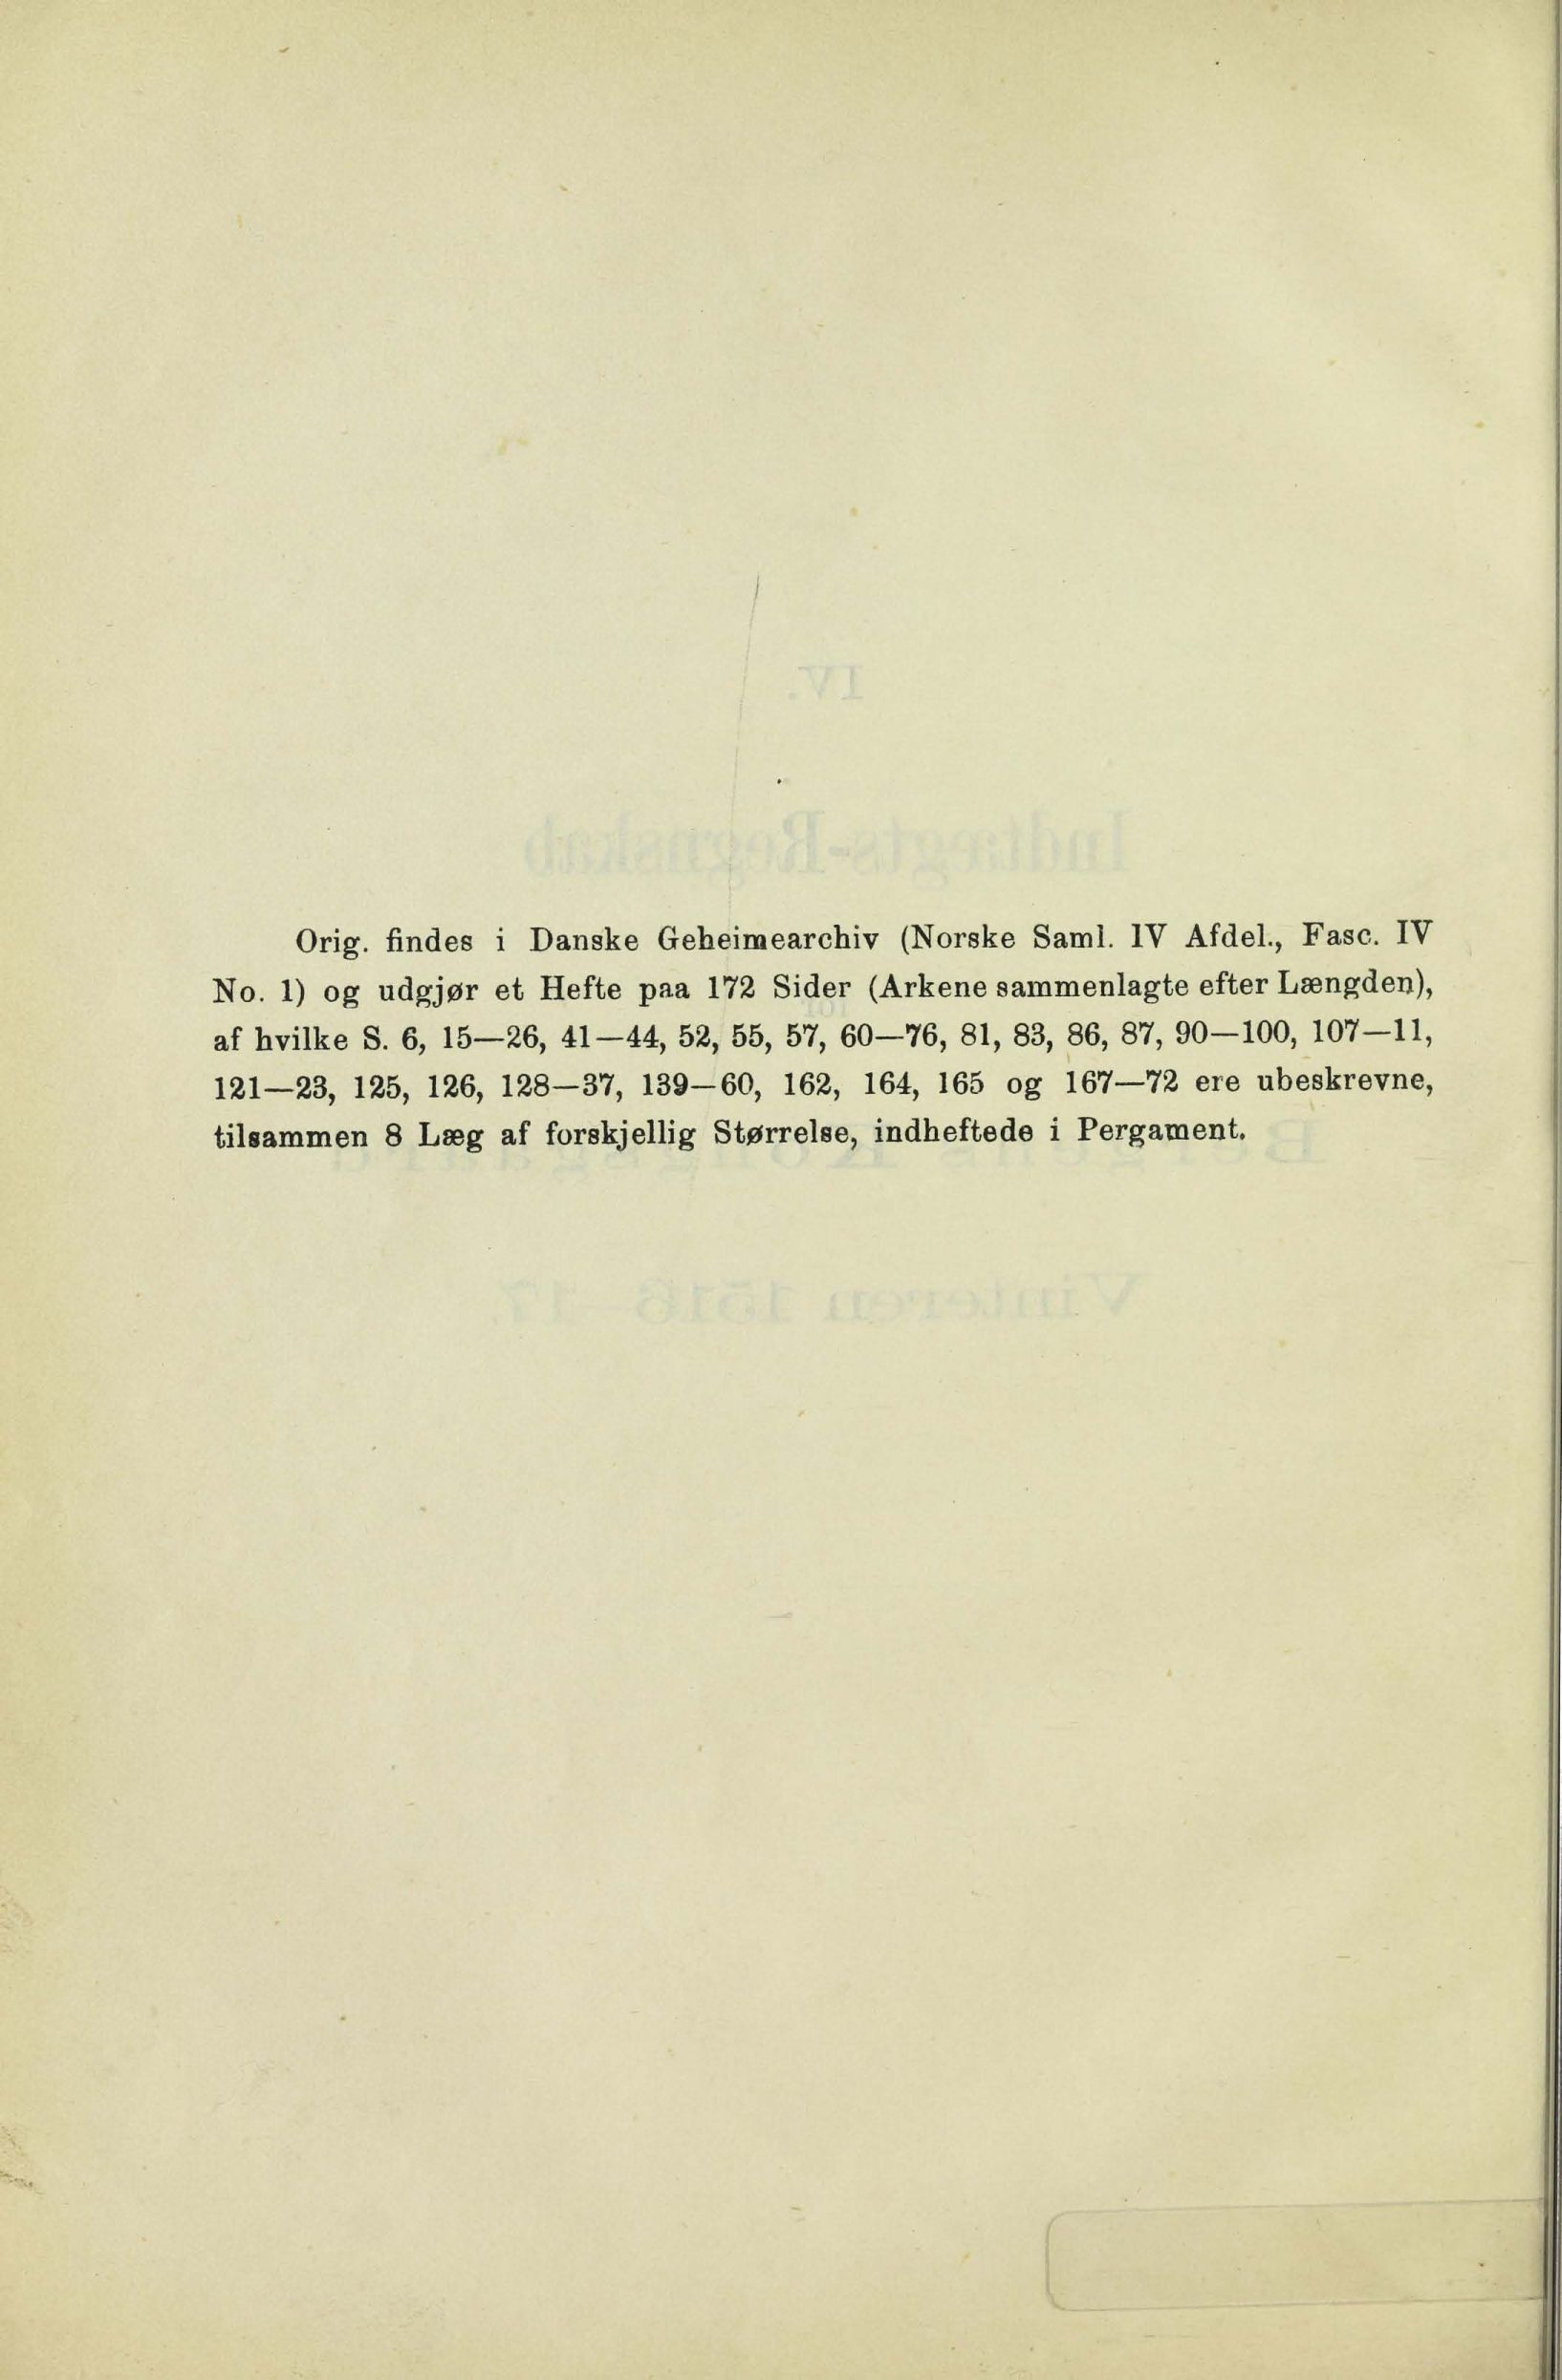 Orig. findes i Danske Geheimearchiv (Norske Saml. IV Afdel., Fasc. IV
No. 1) og udgjør et Hefte paa 172 Sider (Arkene sammenlagte efter Længden),
af hvilke S. 6, 15—26, 41—44, 52, 55, 57, 60—76, 81, 83, 86, 87, 90—100, 107—11,
121—23, 125, 126, 128—37, 139—60, 162, 164, 165 og 167—72 ere ubeskrevne,
tilsammen 8 Læg af forskjellig Størrelse, indheftede i Pergament.